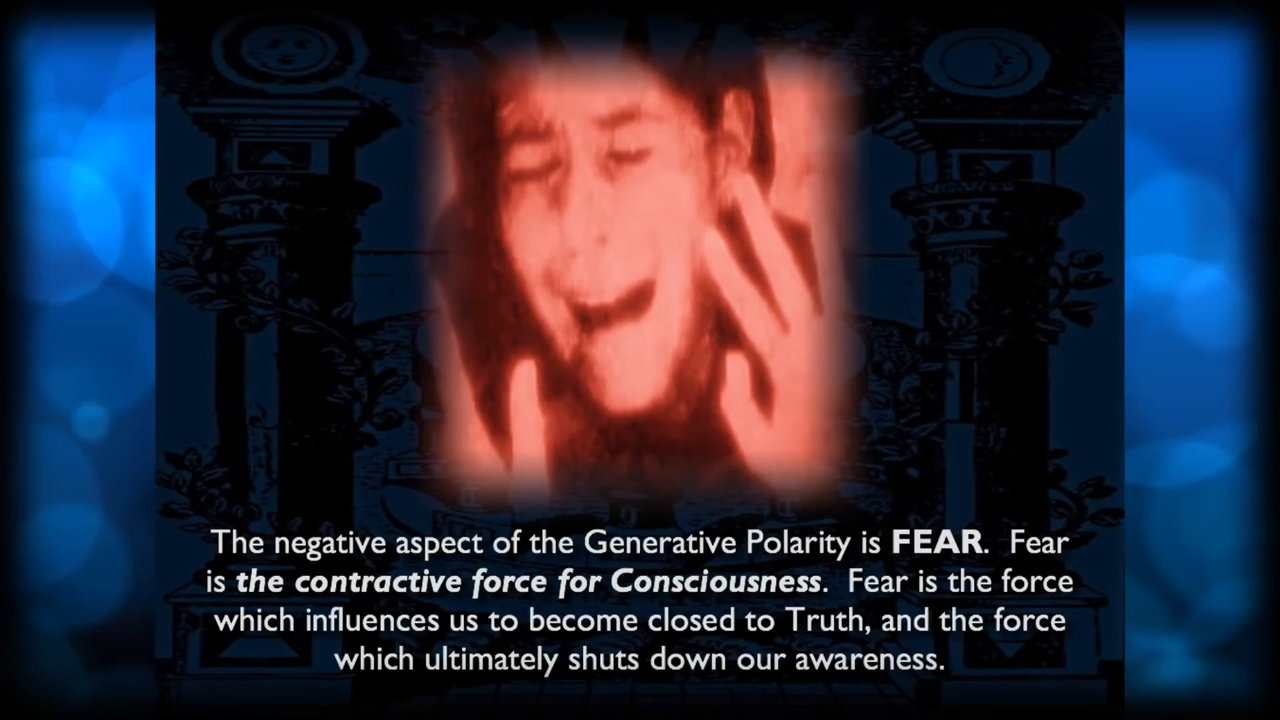 The negative aspect of the Generative Polarity is FEAR. Fear
is the contractive force for Consciousness. Fear is the force
which influences us to become closed to Truth, and the force
which ultimately shuts down our awareness.